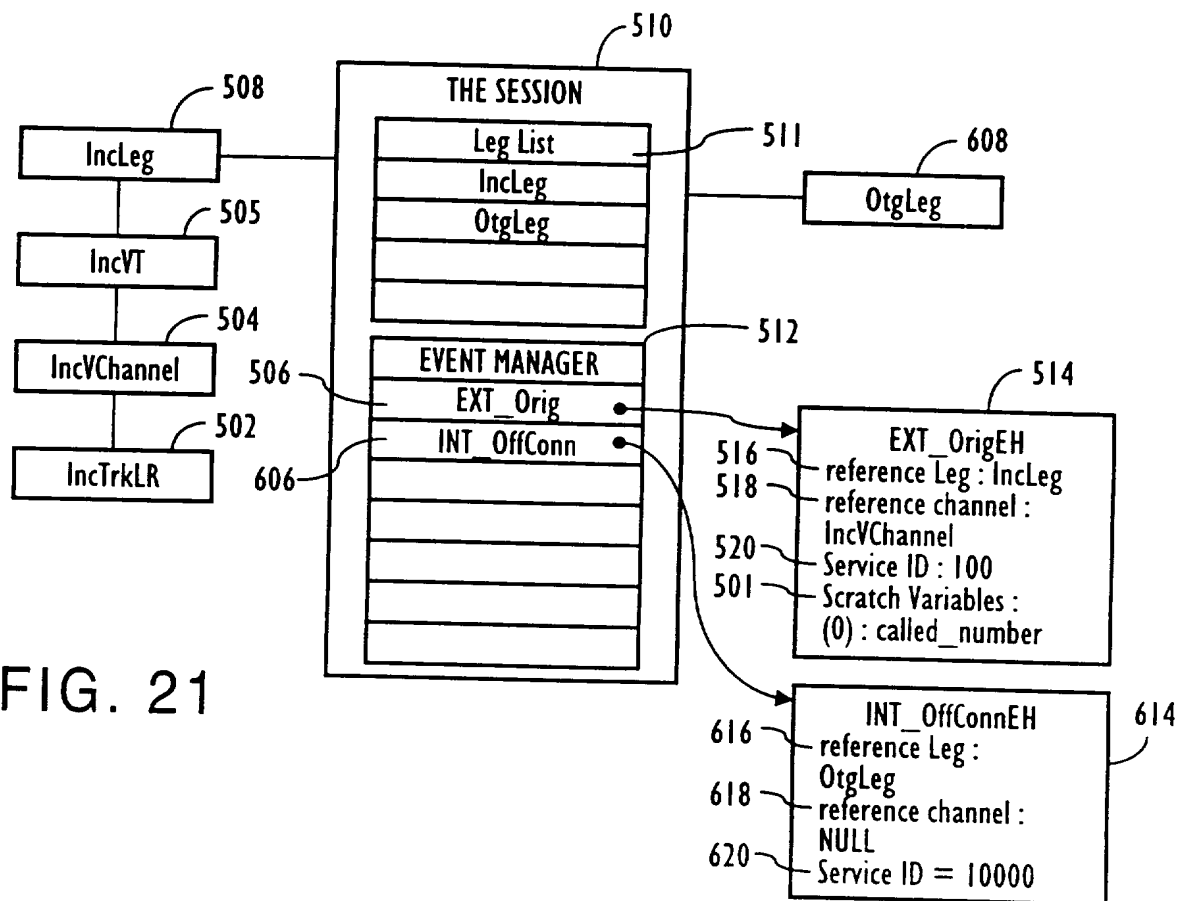 510
THE SESSION
508
IncLeg
Leg List
511
IncLeg
OtgLeg
608
OtgLeg
505
IncVT
504
IncVChannel
502
IncTrkLR
512
EVENT MANAGER
506
EXT_Orig
606
INT_OffConn
514
EXT_OrigEH
516
reference Leg : IncLeg
518
reference channel :
IncVChannel
520
Service ID : 100
501
Scratch Variables :
(0) : called_number
614
INT_OffConnEH
616
reference Leg :
OtgLeg
618
reference channel :
NULL
620
Service ID = 10000
FIG. 21